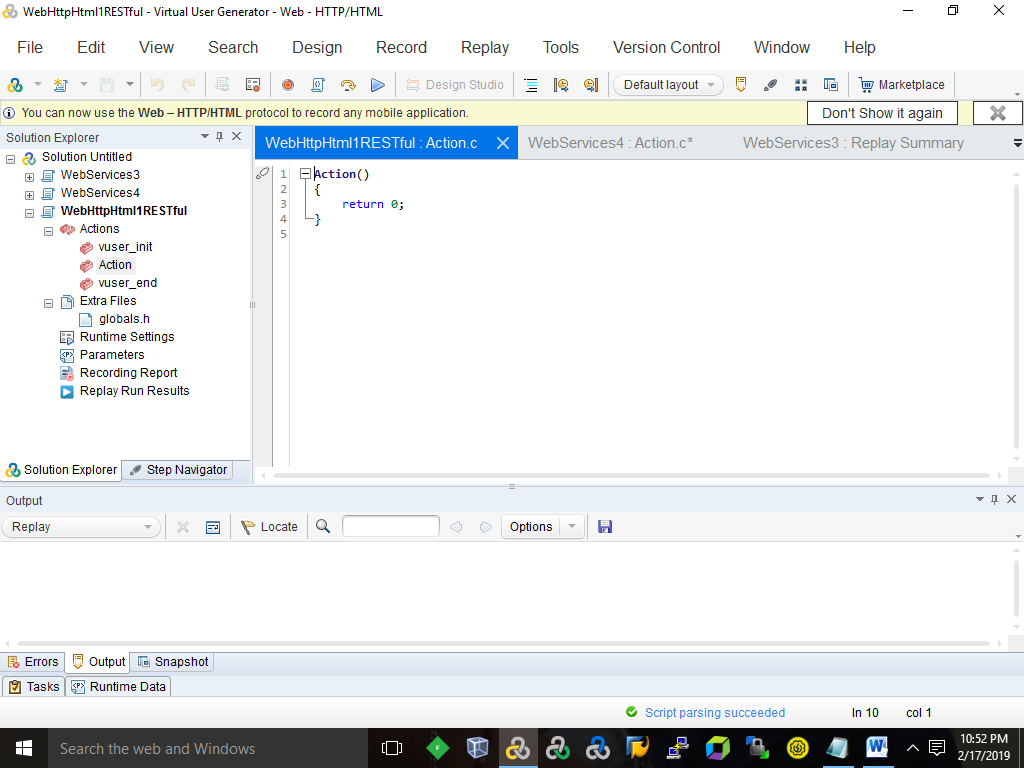 WebHttpHtml1RESTful - Virtual User Generator - Web - HTTP/HTML
File Edit View Search Design Record Replay Tools Version Control Window Help
Design Studio Default layout Marketplace
You can now use the Web – HTTP/HTML protocol to record any mobile application. Don't Show it again
Solution Explorer
WebHttpHtml1RESTful : Action.c WebServices4 : Action.c* WebServices3 : Replay Summary
Solution Untitled
WebServices3
WebServices4
WebHttpHtml1RESTful
Actions
vuser_init
Action
vuser_end
Extra Files
globals.h
Runtime Settings
Parameters
Recording Report
Replay Run Results
1 Action()
2 {
3 return 0;
4 }
5
Solution Explorer Step Navigator
Output
Replay Locate Options
Errors Output Snapshot
Tasks Runtime Data
Script parsing succeeded ln 10 col 1
Search the web and Windows
10:52 PM
2/17/2019